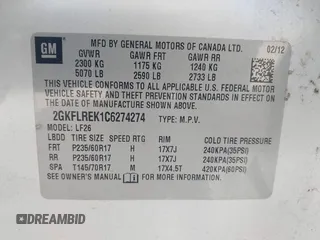 GM
MFD BY GENERAL MOTORS OF CANADA LTD.
02/12
GVWR GAWR FRT GAWR RR
2300 KG 1175 KG 1240 KG
5070 LB 2590 LB 2733 LB
THIS VEHICLE CONFORMS TO ALL APPLICABLE U.S. FEDERAL MOTOR
VEHICLE SAFETY AND THEFT PREVENTION STANDARDS IN EFFECT
ON THE DATE OF MANUFACTURE SHOWN ABOVE.
2GKFLREK1C6274274 TYPE: M.P.V.
MODEL: LF26
LBDD TIRE SIZE SPEED RTG RIM COLD TIRE PRESSURE
FRT P235/60R17 H 17X7J 240KPA(35PSI)
RR P235/60R17 H 17X7J 240KPA(35PSI)
SPA T145/70R17 M 17X4.5T 420KPA(60PSI)
DREAMBID